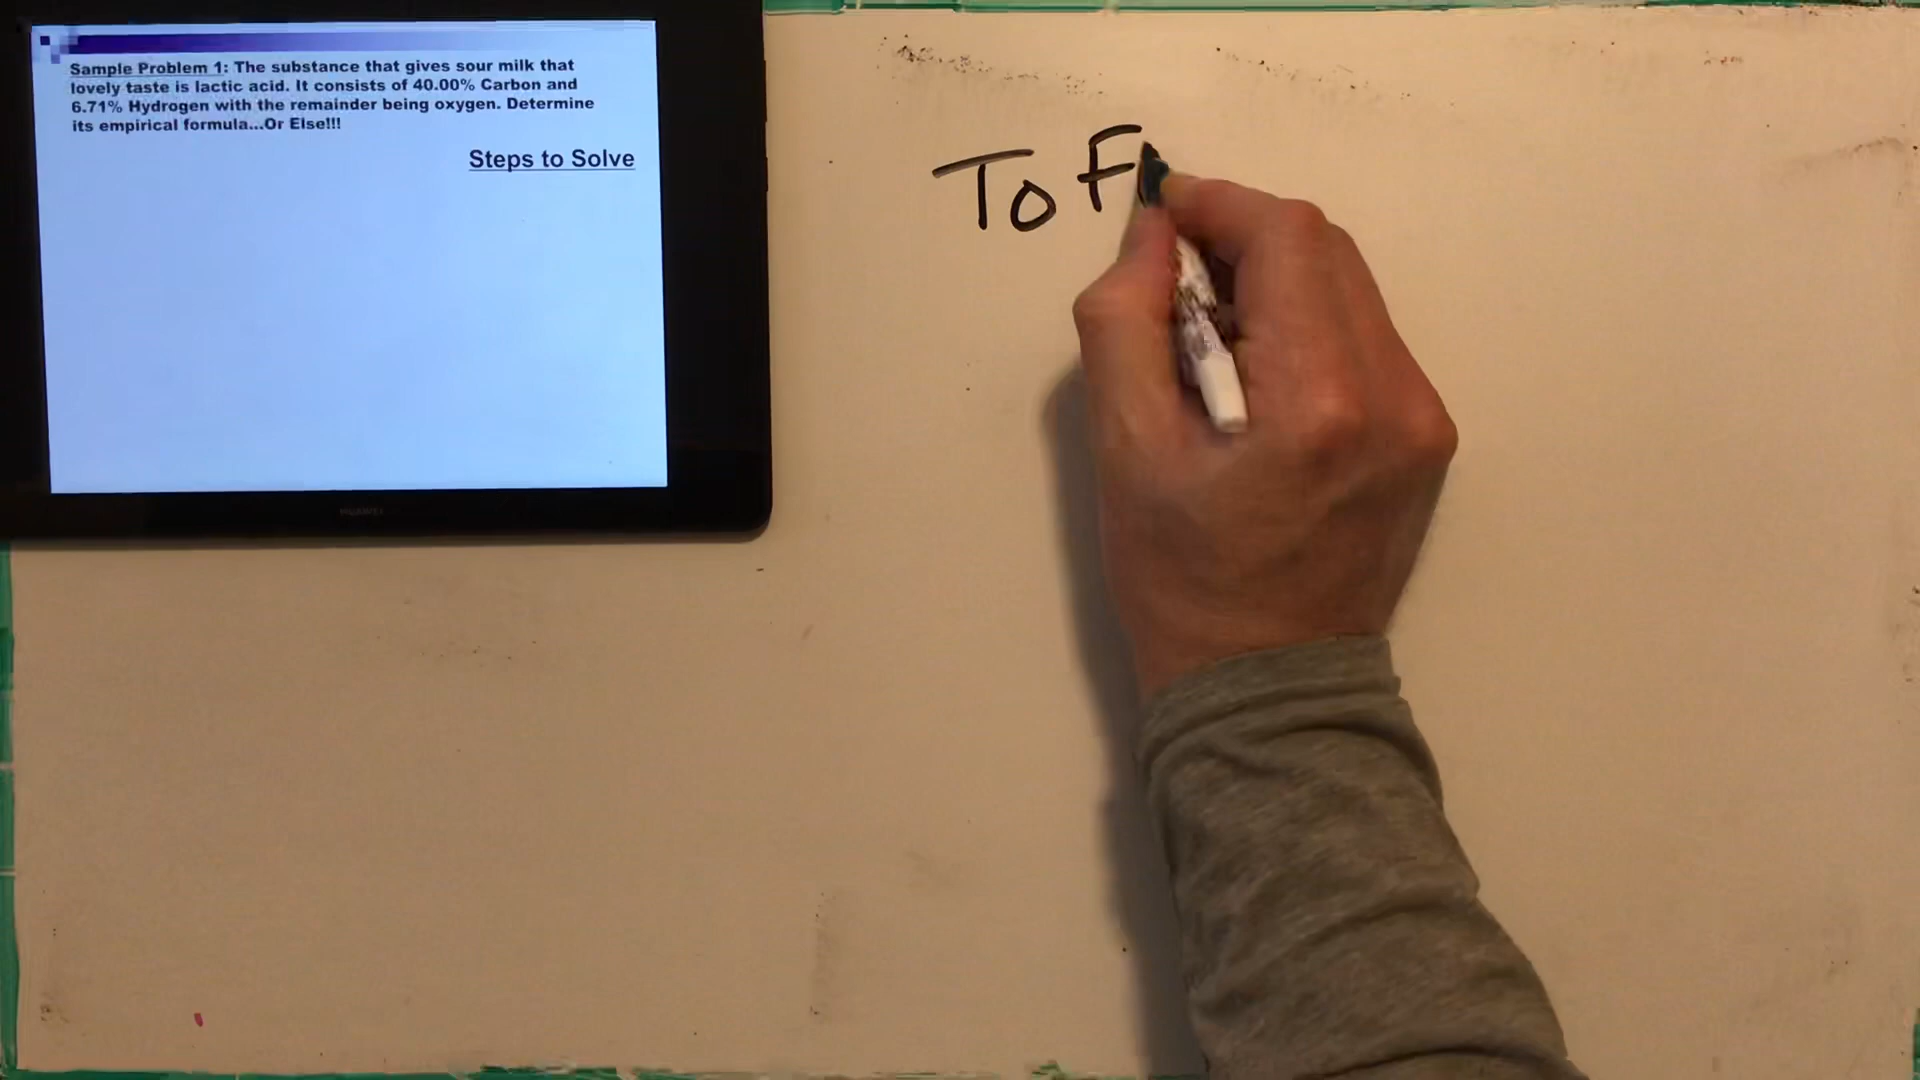 Sample Problem 1: The substance that gives sour milk that
lovely taste is lactic acid. It consists of 40.00% Carbon and
6.71% Hydrogen with the remainder being oxygen. Determine
its empirical formula...Or Else!!!
Steps to Solve
HUAWEI
To F